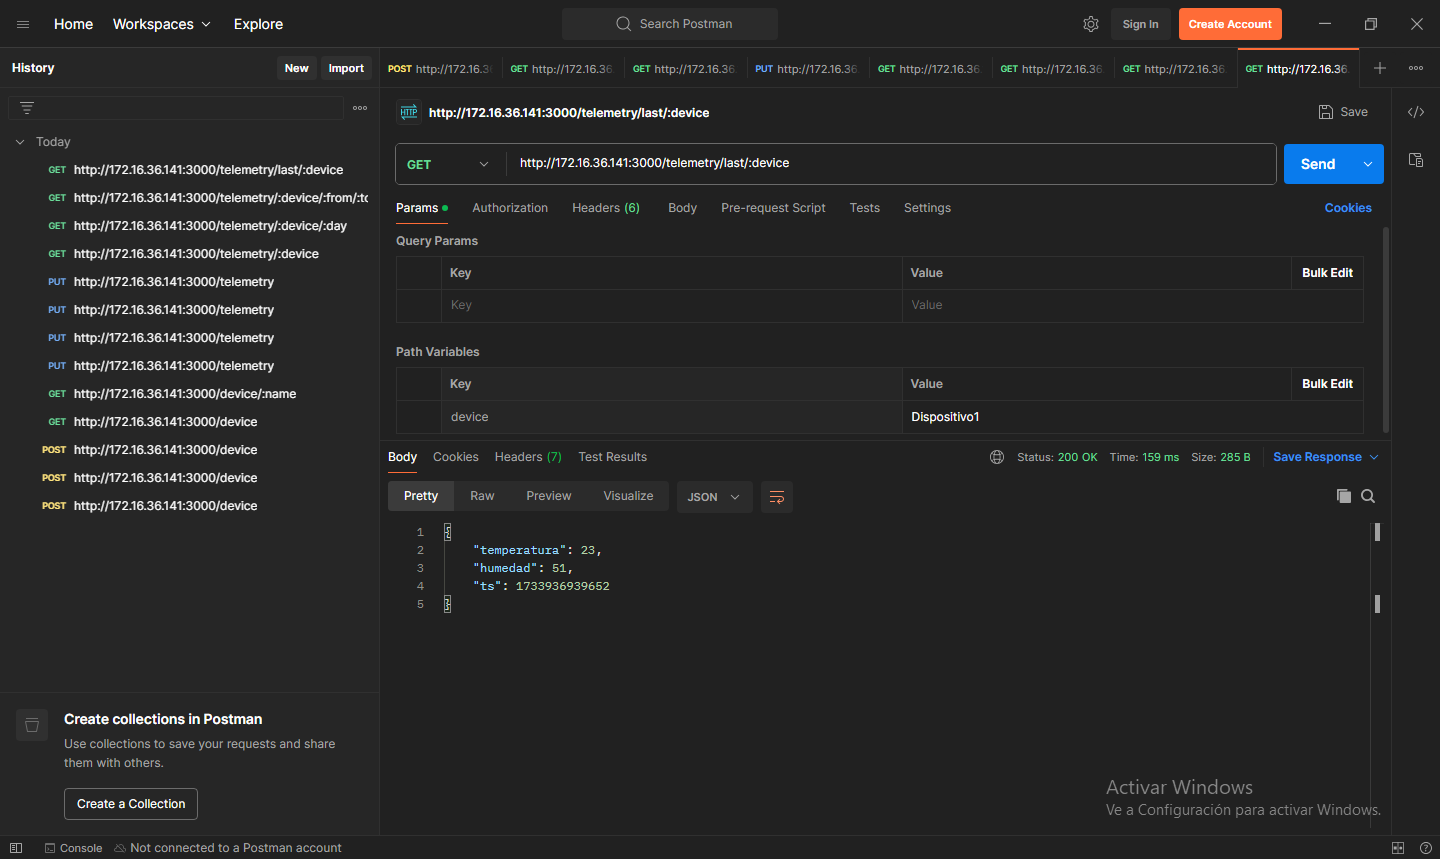 Home Workspaces Explore Search Postman Sign In Create Account
History New Import
POST http://172.16.3 GET http://172.16.36. GET http://172.16.36. PUT http://172.16.36. GET http://172.16.36. GET http://172.16.36. GET http://172.16.36. GET http://172.16.36.
Today
GET http://172.16.36.141:3000/telemetry/last/:device
GET http://172.16.36.141:3000/telemetry/:device/:from/:to
GET http://172.16.36.141:3000/telemetry/:device/:day
GET http://172.16.36.141:3000/telemetry/:device
PUT http://172.16.36.141:3000/telemetry
PUT http://172.16.36.141:3000/telemetry
PUT http://172.16.36.141:3000/telemetry
PUT http://172.16.36.141:3000/telemetry
GET http://172.16.36.141:3000/device/:name
GET http://172.16.36.141:3000/device
POST http://172.16.36.141:3000/device
POST http://172.16.36.141:3000/device
POST http://172.16.36.141:3000/device
Create collections in Postman
Use collections to save your requests and share
them with others.
Create a Collection
HTTP http://172.16.36.141:3000/telemetry/last/:device Save
GET http://172.16.36.141:3000/telemetry/last/:device Send
Params Authorization Headers (6) Body Pre-request Script Tests Settings Cookies
Query Params
Key Value Bulk Edit
Key Value
Path Variables
Key Value Bulk Edit
device Dispositivo1
Body Cookies Headers (7) Test Results Status: 200 OK Time: 159 ms Size: 285 B Save Response
Pretty Raw Preview Visualize JSON
1 {
2 "temperatura": 23,
3 "humedad": 51,
4 "ts": 1733936939652
5 }
Activar Windows
Ve a Configuración para activar Windows.
Console Not connected to a Postman account